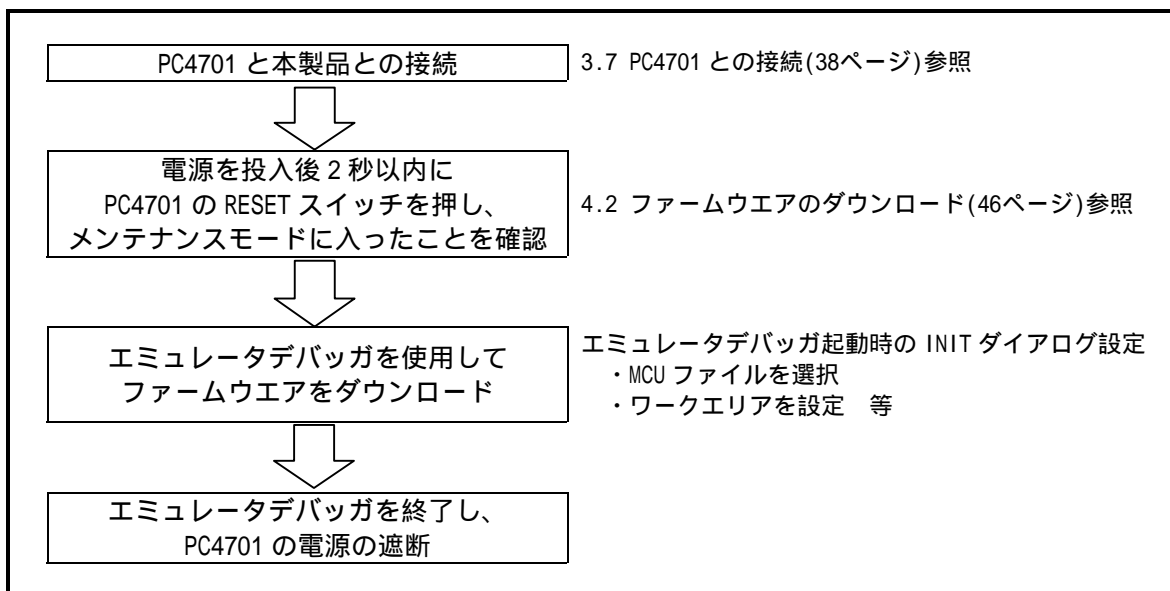 PC4701 と本製品との接続
3.7 PC4701 との接続(38ページ)参照
電源を投入後 2 秒以内に
PC4701 の RESET スイッチを押し、
メンテナンスモードに入ったことを確認
4.2 ファームウエアのダウンロード(46ページ)参照
エミュレータデバッガを使用して
ファームウエアをダウンロード
エミュレータデバッガ起動時の INIT ダイアログ設定
・MCU ファイルを選択
・ワークエリアを設定　等
エミュレータデバッガを終了し、
PC4701 の電源の遮断